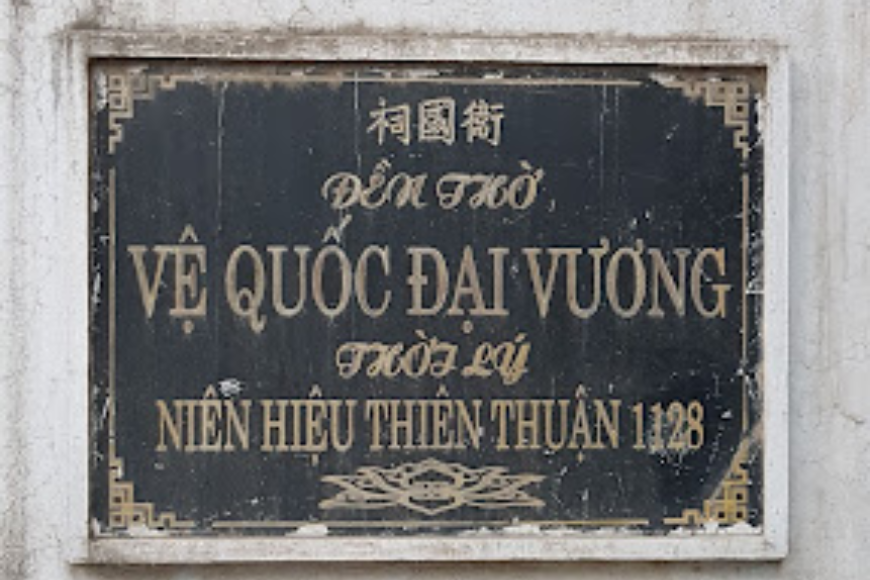 祠國衛
ĐỀN THỜ
VỆ QUỐC ĐẠI VƯƠNG
THỜI LÝ
NIÊN HIỆU THIÊN THUẬN 1128